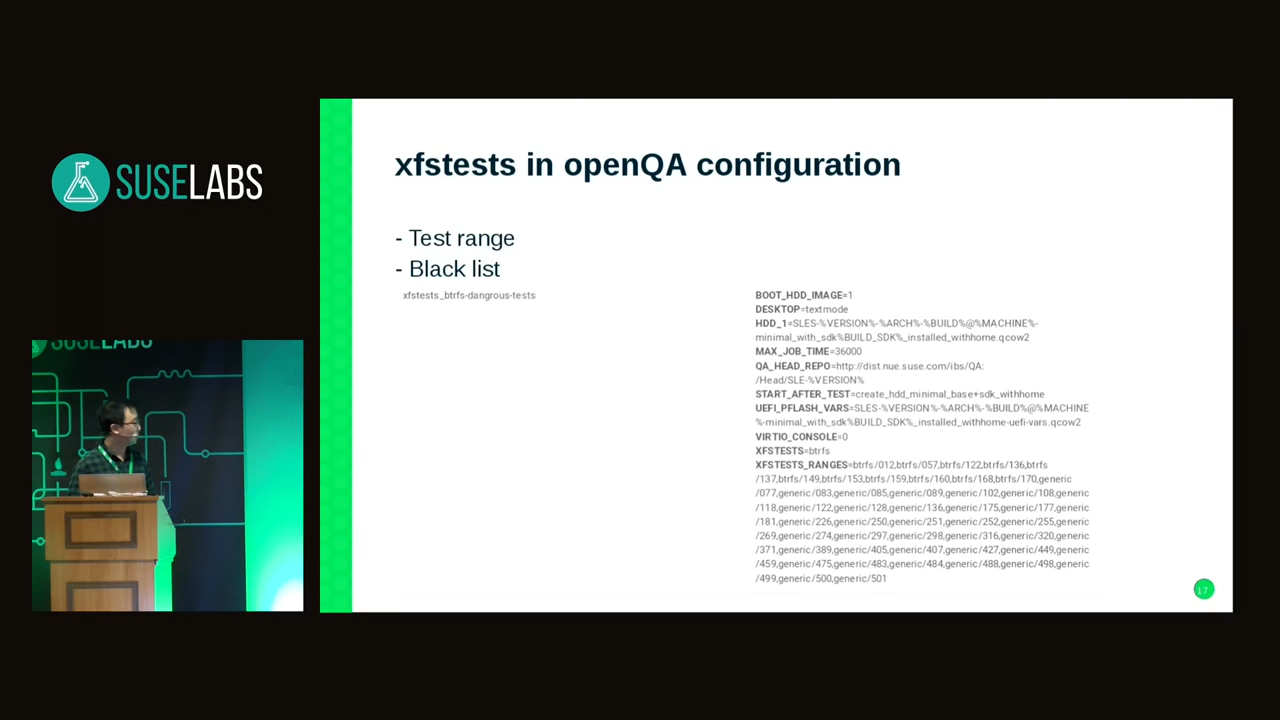 SUSELABS
xfstests in openQA configuration
- Test range
- Black list
xfstests_btrfs-dangrous-tests
BOOT_HDD_IMAGE=1
DESKTOP=textmode
HDD_1=SLES-%VERSION%-%ARCH%-%BUILD%@%MACHINE%-
minimal_with_sdk%BUILD_SDK%_installed_withhome.qcow2
MAX_JOB_TIME=36000
QA_HEAD_REPO=http://dist.nue.suse.com/ibs/QA:
/Head/SLE-%VERSION%
START_AFTER_TEST=create_hdd_minimal_base+sdk_withhome
UEFI_PFLASH_VARS=SLES-%VERSION%-%ARCH%-%BUILD%@%MACHINE
%-minimal_with_sdk%BUILD_SDK%_installed_withhome-uefi-vars.qcow2
VIRTIO_CONSOLE=0
XFSTESTS=btrfs
XFSTESTS_RANGES=btrfs/012,btrfs/057,btrfs/122,btrfs/136,btrfs
/137,btrfs/149,btrfs/153,btrfs/159,btrfs/160,btrfs/168,btrfs/170,generic
/077,generic/083,generic/085,generic/089,generic/102,generic/108,generic
/118,generic/122,generic/128,generic/136,generic/175,generic/177,generic
/181,generic/226,generic/250,generic/251,generic/252,generic/255,generic
/269,generic/274,generic/297,generic/298,generic/316,generic/320,generic
/371,generic/389,generic/405,generic/407,generic/427,generic/449,generic
/459,generic/475,generic/483,generic/484,generic/488,generic/498,generic
/499,generic/500,generic/501
17
SUSELABS